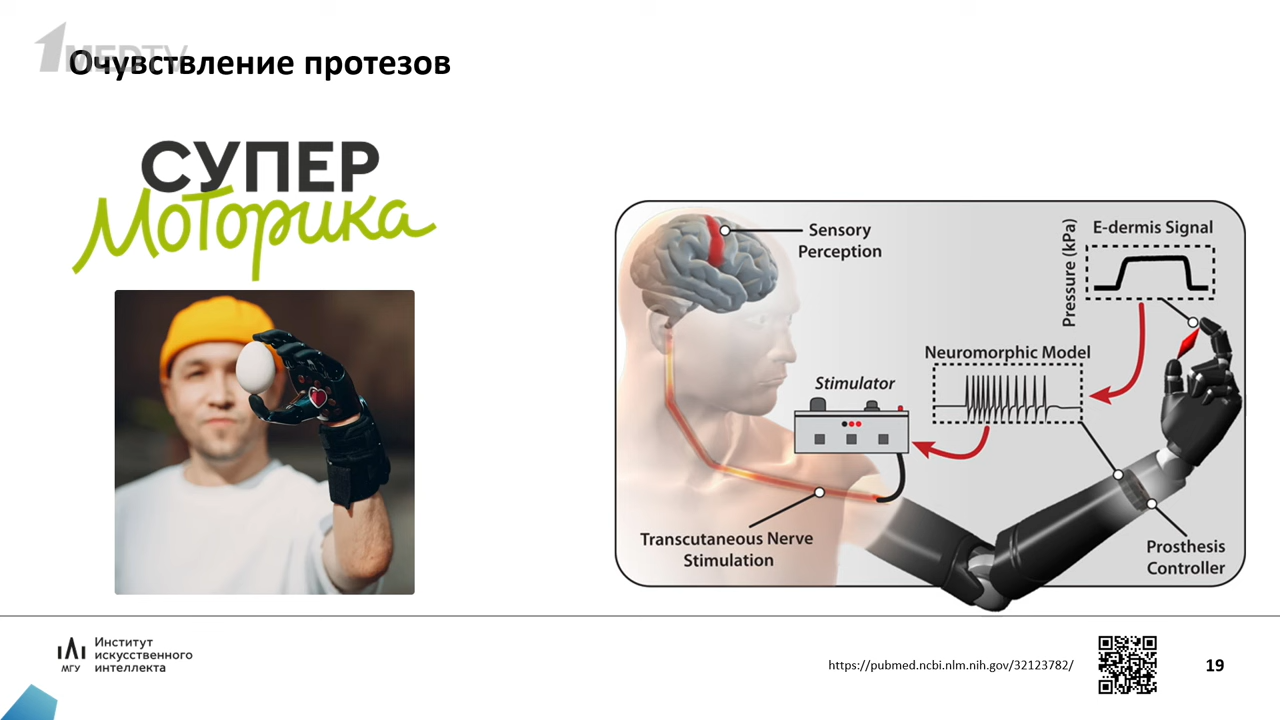 1MEDTV
Очувствление протезов
СУПЕР
Моторика
Sensory
Perception
Pressure (kPa)
E-dermis Signal
Neuromorphic Model
Stimulator
Transcutaneous Nerve
Stimulation
Prosthesis
Controller
МГУ
Институт
искусственного
интеллекта
https://pubmed.ncbi.nlm.nih.gov/32123782/
19